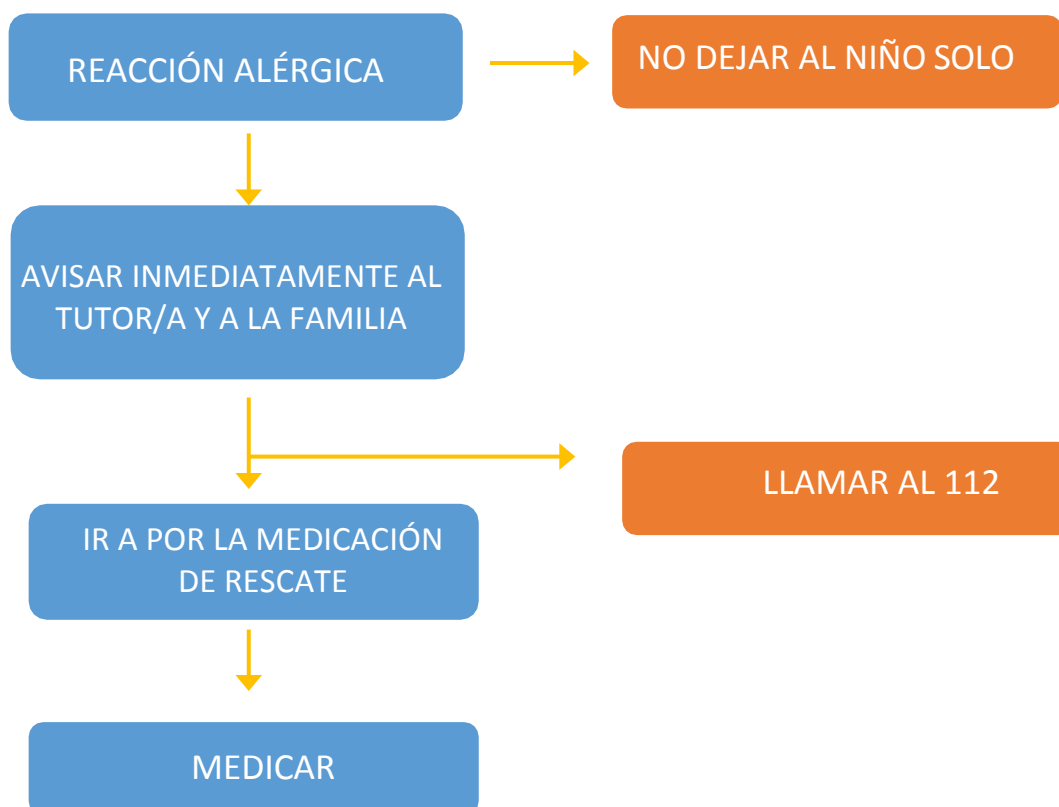 REACCIÓN ALÉRGICA
NO DEJAR AL NIÑO SOLO
AVISAR INMEDIATAMENTE AL
TUTOR/A Y A LA FAMILIA
LLAMAR AL 112
IR A POR LA MEDICACIÓN
DE RESCATE
MEDICAR